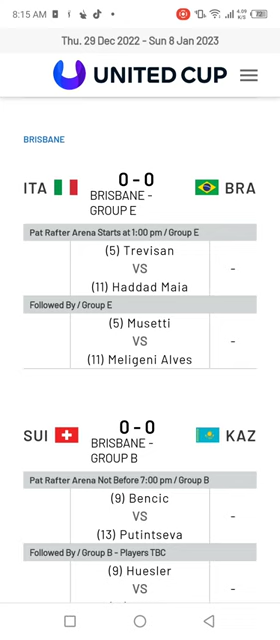 8:15 AM
4.09
K/S
72
Thu. 29 Dec 2022 - Sun 8 Jan 2023
UNITED CUP
BRISBANE
ITA 0 - 0 BRA
BRISBANE -
GROUP E
Pat Rafter Arena Starts at 1:00 pm / Group E
(5) Trevisan
VS -
(11) Haddad Maia
Followed By / Group E
(5) Musetti
VS -
(11) Meligeni Alves
SUI 0 - 0 KAZ
BRISBANE -
GROUP B
Pat Rafter Arena Not Before 7:00 pm / Group B
(9) Bencic
VS -
(13) Putintseva
Followed By / Group B - Players TBC
(9) Huesler
VS -